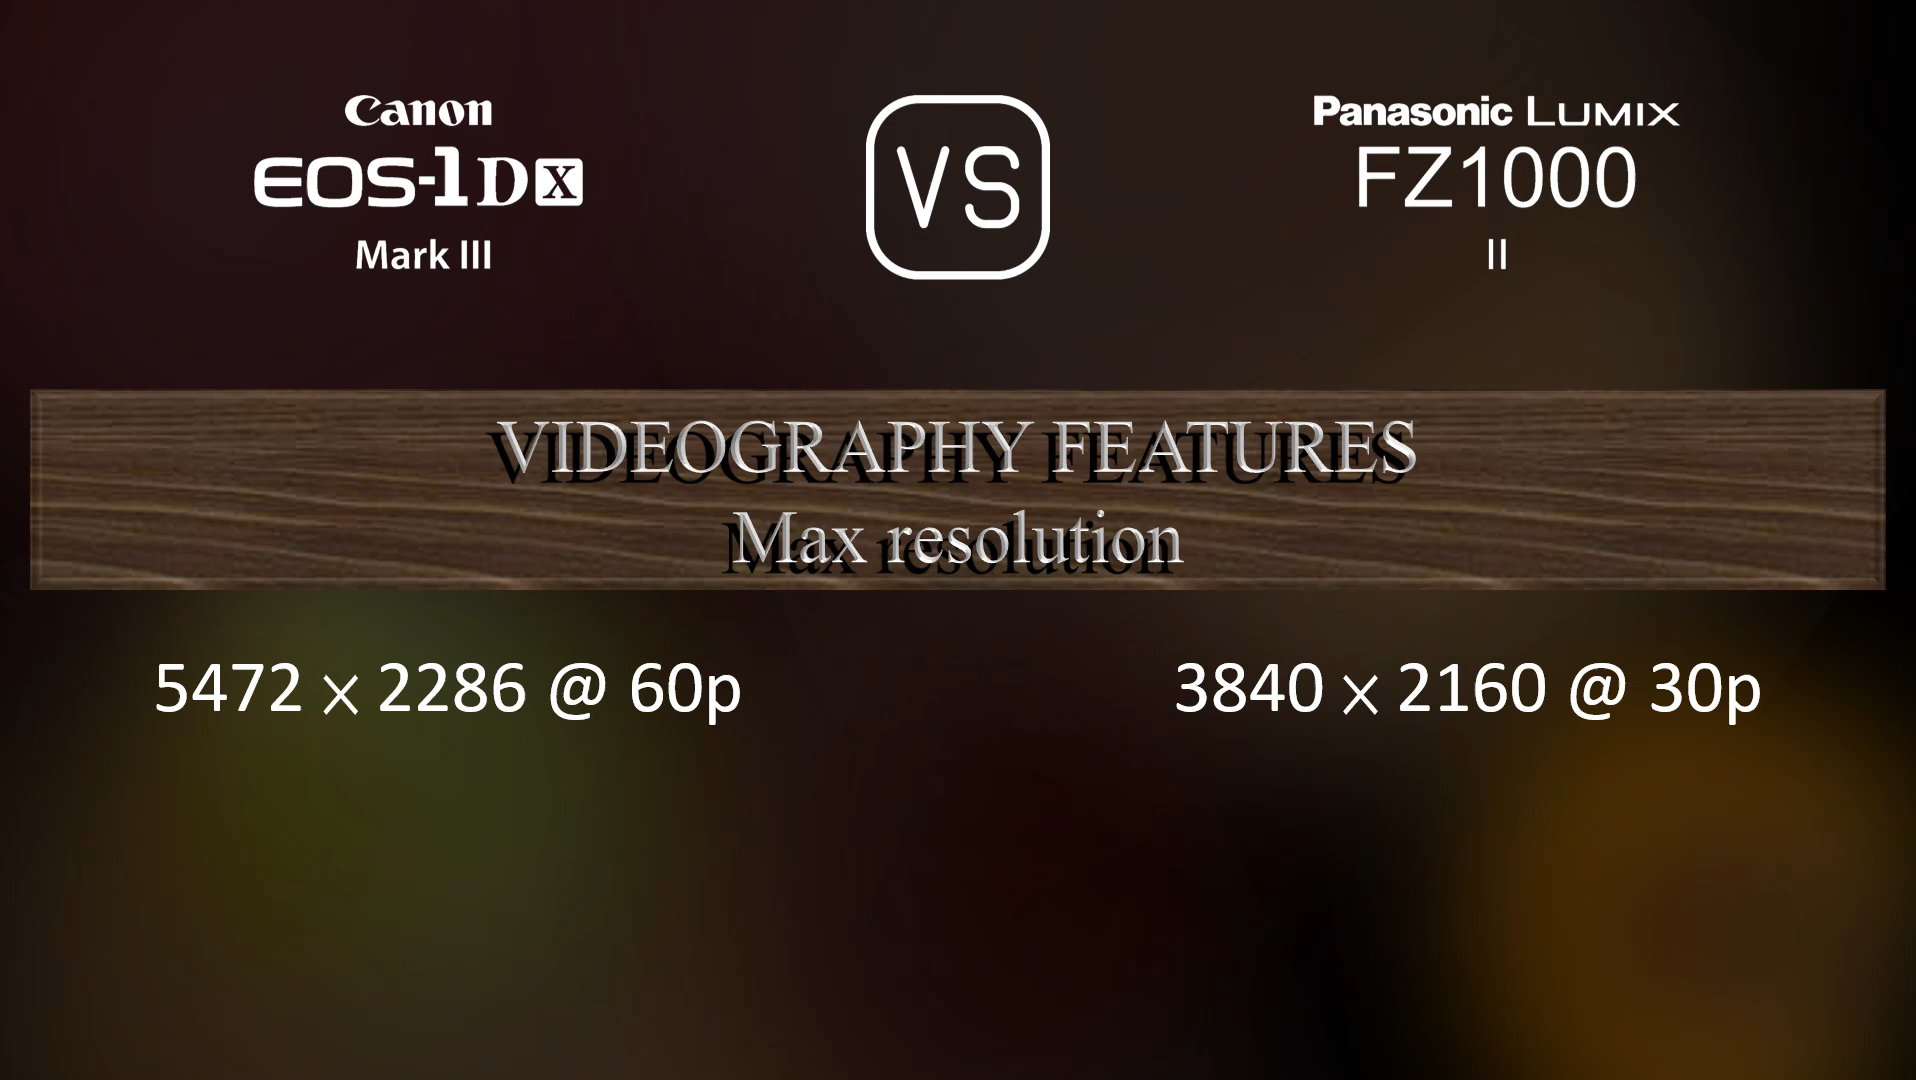 Canon
EOS-1DX
Mark III
VS
Panasonic LUMIX
FZ1000
II
VIDEOGRAPHY FEATURES
Max resolution
5472 x 2286 @ 60p
3840 x 2160 @ 30p